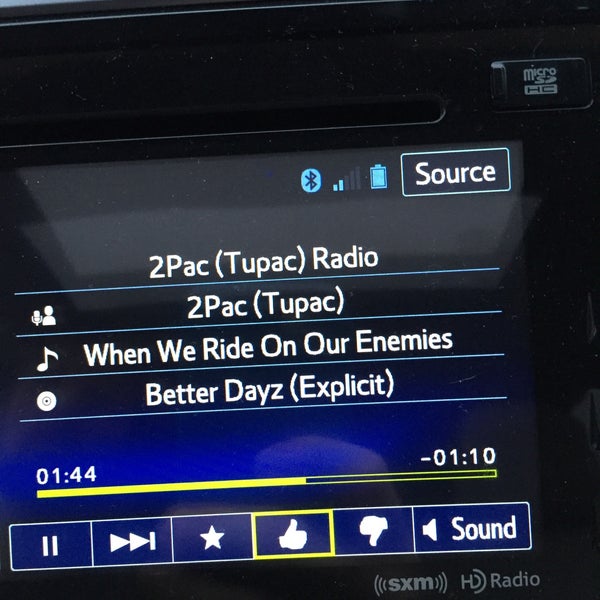 micro
SD
HC
Source
2Pac (Tupac) Radio
2Pac (Tupac)
When We Ride On Our Enemies
Better Dayz (Explicit)
01:44
-01:10
Sound
((sxm)) HD Radio